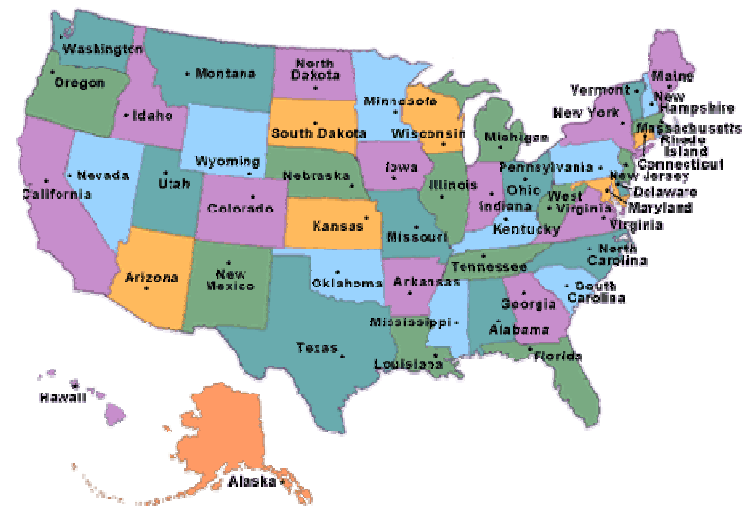 Washington
Oregon
Idaho
Montana
North
Dakota
Minnesota
Wisconsin
South Dakota
Wyoming
Michigan
Vermont
Maine
New
Hampshire
New York
Massachusetts
Rhode
Island
Connecticut
New Jersey
Delaware
Maryland
Pennsylvania
Iowa
Nebraska
Nevada
Utah
California
Colorado
Kansas
Illinois
Indiana
Ohio
West
Virginia
Virginia
Missouri
Kentucky
North
Carolina
Tennessee
South
Carolina
Arizona
New
Mexico
Oklahoma
Arkansas
Georgia
Alabama
Mississippi
Texas
Louisiana
Florida
Hawaii
Alaska